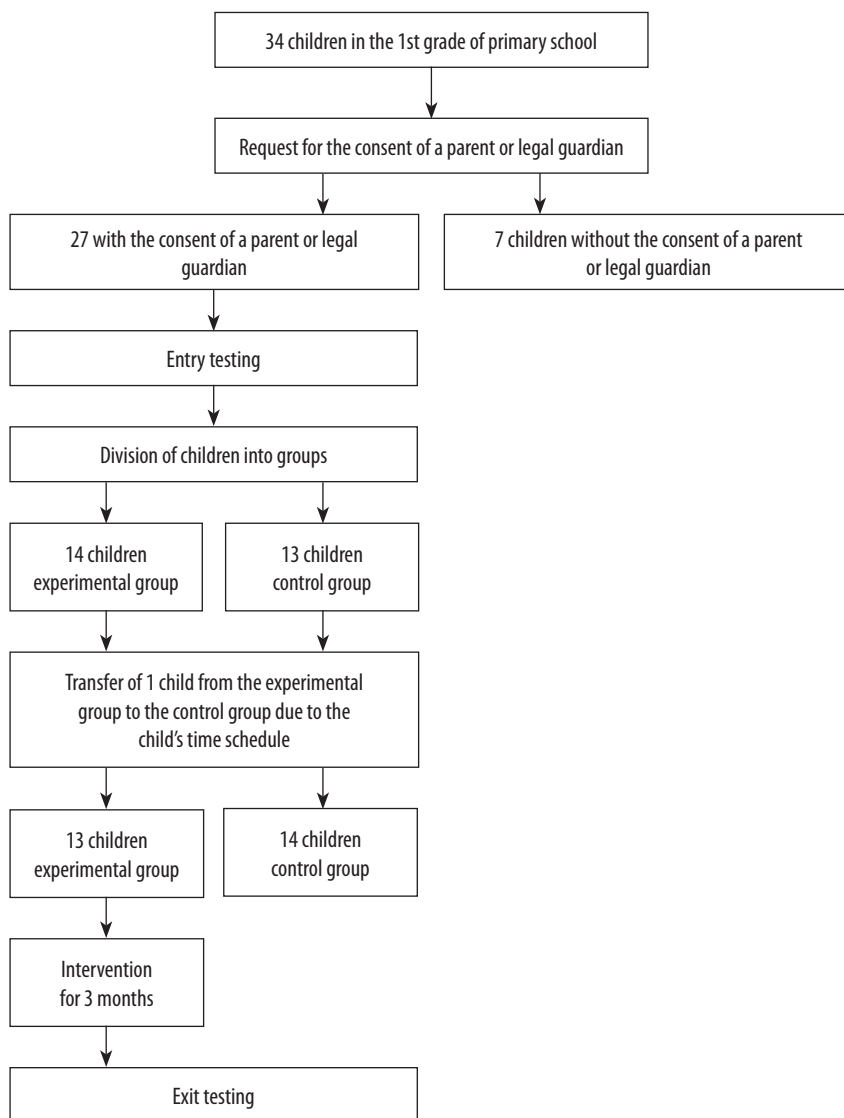 34 children in the 1st grade of primary school
Request for the consent of a parent or legal guardian
27 with the consent of a parent or legal
guardian
7 children without the consent of a parent
or legal guardian
Entry testing
Division of children into groups
14 children
experimental group
13 children
control group
Transfer of 1 child from the experimental
group to the control group due to the
child’s time schedule
13 children
experimental group
14 children
control group
Intervention
for 3 months
Exit testing